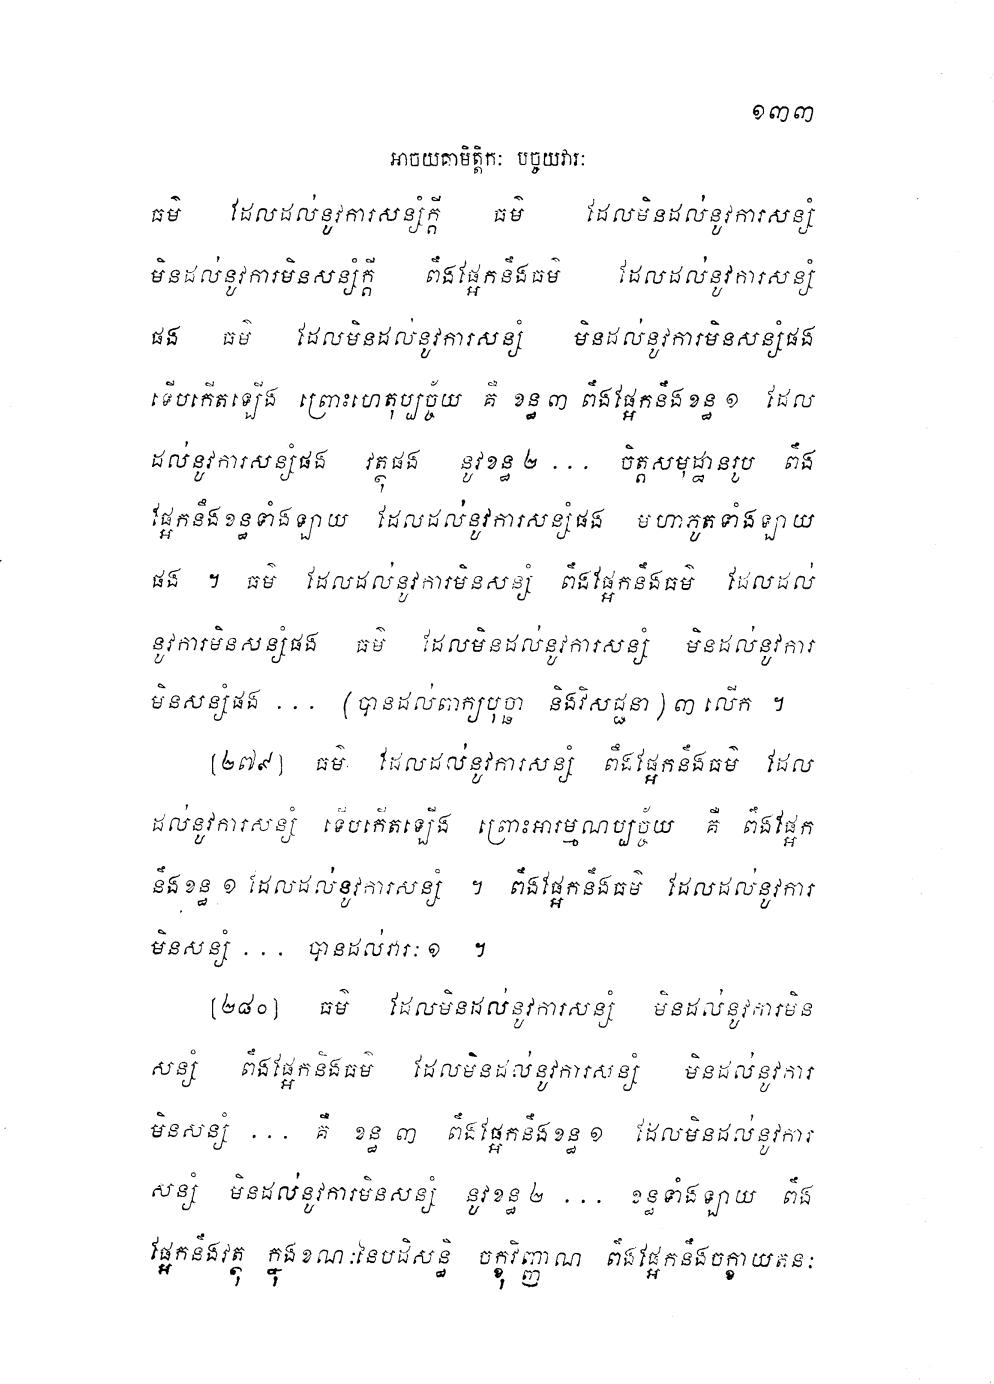 ១៣៣
អាចយគាមិត្តិកៈ បច្ចយវារៈ
ធម៌ ដែលដល់នូវការសន្សំក្តី ធម៌ ដែលមិនដល់នូវការសន្សំ
មិនដល់នូវការមិនសន្សំក្តី ពឹងផ្អែកនឹងធម៌ ដែលដល់នូវការសន្សំ
ផង ធម៌ ដែលមិនដល់នូវការសន្សំ មិនដល់នូវការមិនសន្សំផង
ទើបកើតឡើង ព្រោះហេតុប្បច្ច័យ គឺ ខន្ធ ៣ ពឹងផ្អែកនឹងខន្ធ ១ ដែល
ដល់នូវការសន្សំផង វត្ថុផង នូវខន្ធ ២ ... ចិត្តសមុដ្ឋានរូប ពឹង
ផ្អែកនឹងខន្ធទាំងឡាយ ដែលដល់នូវការសន្សំផង មហាភូតទាំងឡាយ
ផង ។ ធម៌ ដែលដល់នូវការមិនសន្សំ ពឹងផ្អែកនឹងធម៌ ដែលដល់
នូវការមិនសន្សំផង ធម៌ ដែលមិនដល់នូវការសន្សំ មិនដល់នូវការ
មិនសន្សំផង ... (បានដល់ពាក្យបុច្ឆា និងវិសជ្ជនា) ៣ លើក ។
[២៧៩] ធម៌ ដែលដល់នូវការសន្សំ ពឹងផ្អែកនឹងធម៌ ដែល
ដល់នូវការសន្សំ ទើបកើតឡើង ព្រោះអារម្មណប្បច្ច័យ គឺ ពឹងផ្អែក
នឹងខន្ធ ១ ដែលដល់នូវការសន្សំ ។ ពឹងផ្អែកនឹងធម៌ ដែលដល់នូវការ
មិនសន្សំ ... បានដល់វារៈ ១ ។
[២៨០] ធម៌ ដែលមិនដល់នូវការសន្សំ មិនដល់នូវការមិន
សន្សំ ពឹងផ្អែកនឹងធម៌ ដែលមិនដល់នូវការសន្សំ មិនដល់នូវការ
មិនសន្សំ ... គឺ ខន្ធ ៣ ពឹងផ្អែកនឹងខន្ធ ១ ដែលមិនដល់នូវការ
សន្សំ មិនដល់នូវការមិនសន្សំ នូវខន្ធ ២ ... ខន្ធទាំងឡាយ ពឹង
ផ្អែកនឹងវត្ថុ ក្នុងខណៈនៃបដិសន្ធិ ចក្ខុវិញ្ញាណ ពឹងផ្អែកនឹងចក្ខាយតនៈ